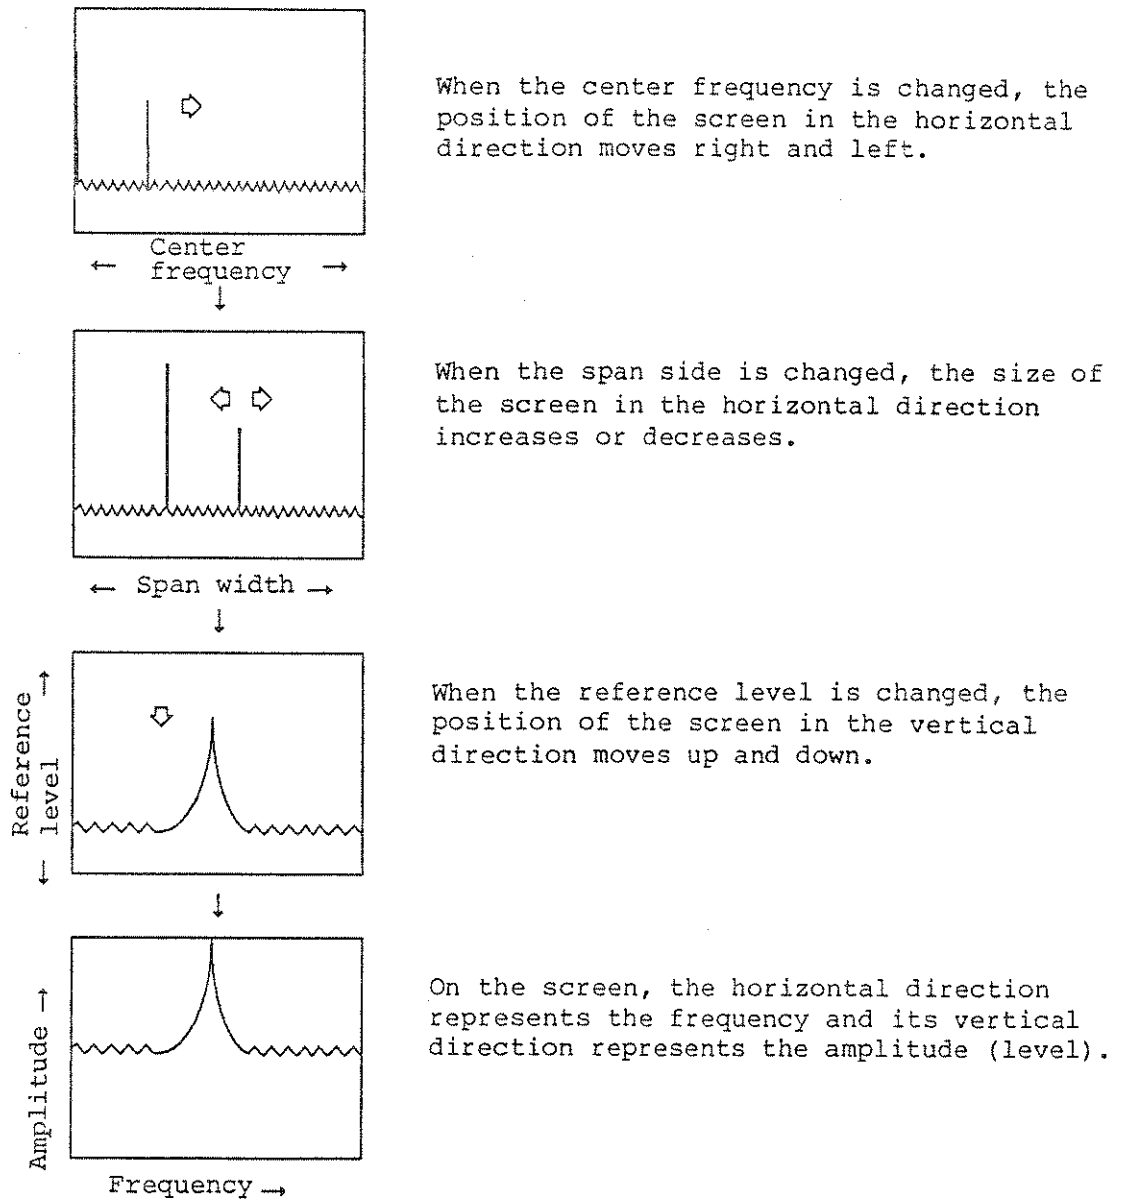 When the center frequency is changed, the
position of the screen in the horizontal
direction moves right and left.
← Center
frequency →
↓
When the span side is changed, the size of
the screen in the horizontal direction
increases or decreases.
← Span width →
↓
When the reference level is changed, the
position of the screen in the vertical
direction moves up and down.
← Reference →
level
↓
On the screen, the horizontal direction
represents the frequency and its vertical
direction represents the amplitude (level).
Amplitude →
Frequency →